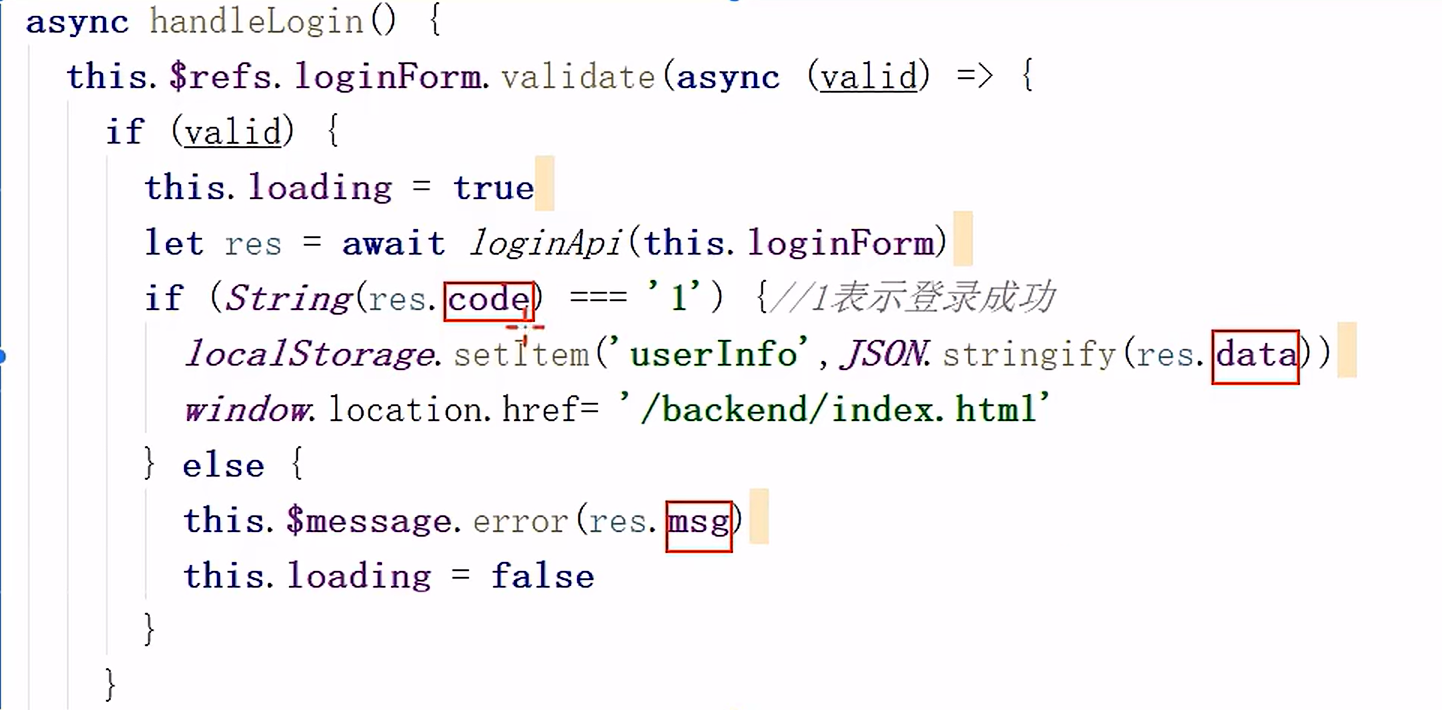 async handleLogin() {
this.$refs.loginForm.validate(async (valid) => {
if (valid) {
this.loading = true
let res = await loginApi(this.loginForm)
if (String(res.code) === '1') {//1表示登录成功
localStorage.setItem('userInfo',JSON.stringify(res.data))
window.location.href= '/backend/index.html'
} else {
this.$message.error(res.msg)
this.loading = false
}
}